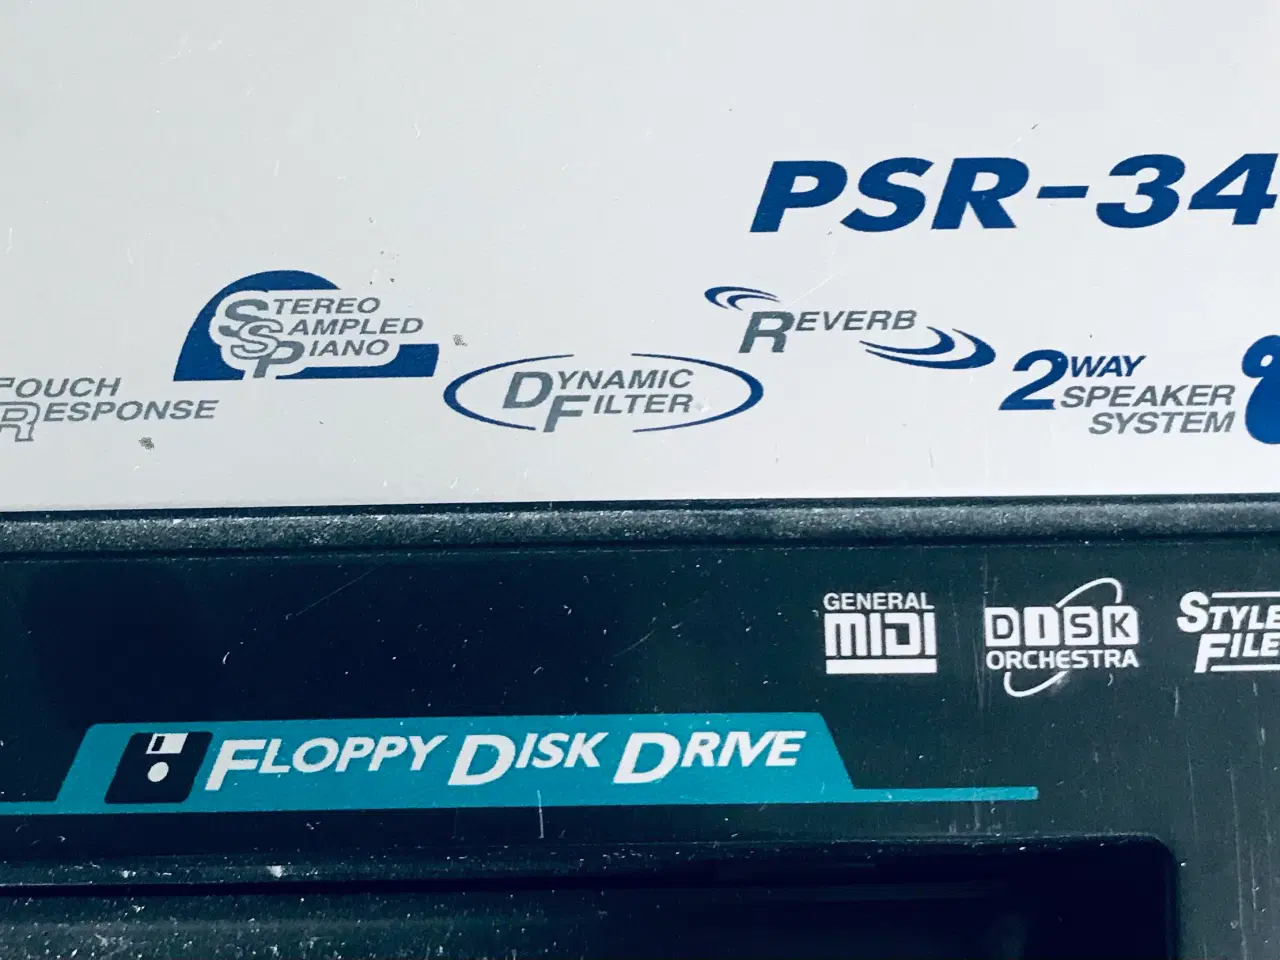 PSR-34
STEREO
SAMPLED
PIANO
REVERB
TOUCH
RESPONSE
DYNAMIC
FILTER
2WAY
SPEAKER
SYSTEM
GENERAL
MIDI
DISK
ORCHESTRA
STYLE
FILE
FLOPPY DISK DRIVE